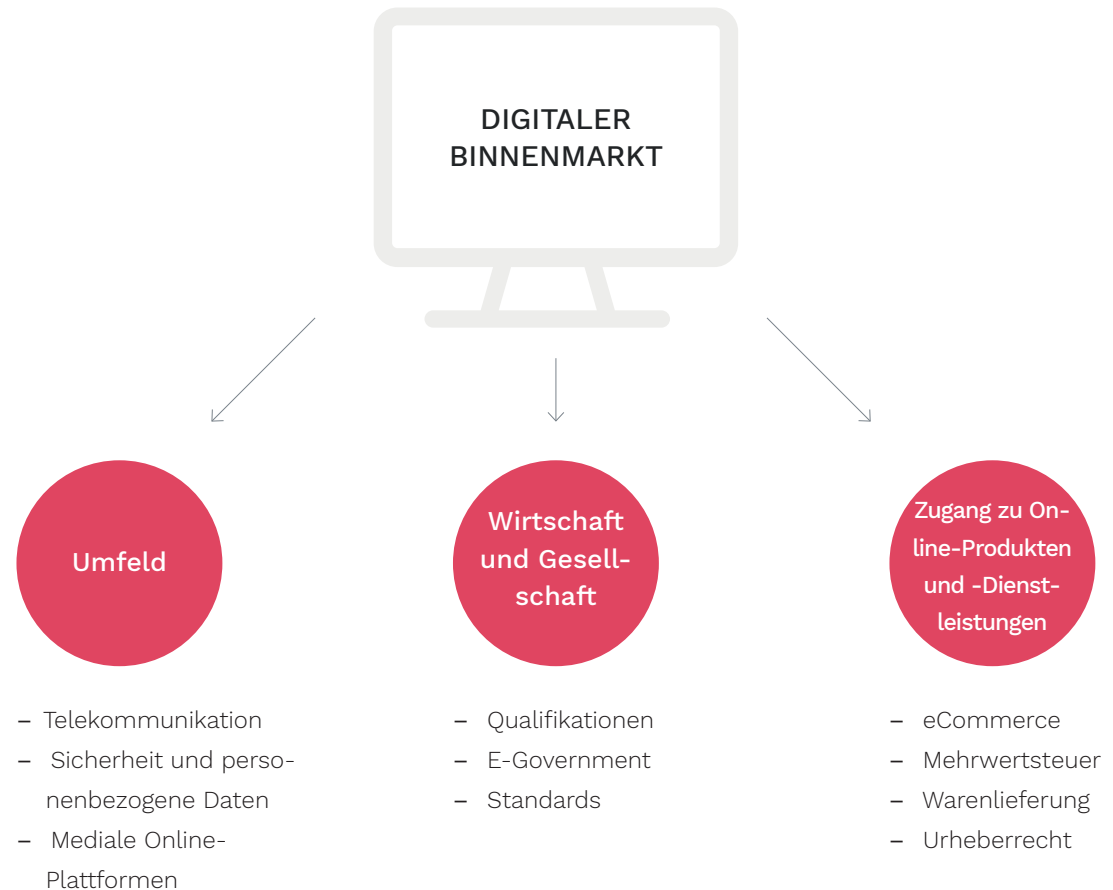 DIGITALER
BINNENMARKT
Umfeld
– Telekommunikation
– Sicherheit und perso-
nenbezogene Daten
– Mediale Online-
Plattformen
Wirtschaft
und Gesell-
schaft
– Qualifikationen
– E-Government
– Standards
Zugang zu On-
line-Produkten
und -Dienst-
leistungen
– eCommerce
– Mehrwertsteuer
– Warenlieferung
– Urheberrecht